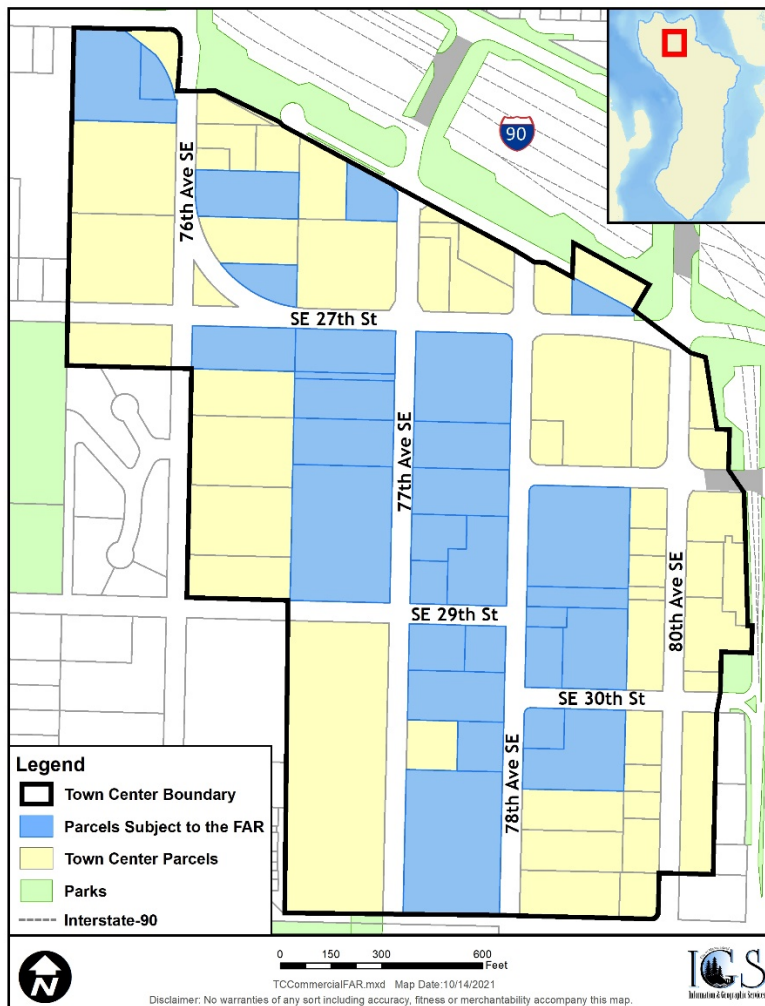 90
76th Ave SE
SE 27th St
77th Ave SE
SE 29th St
80th Ave SE
SE 30th St
78th Ave SE
Legend
Town Center Boundary
Parcels Subject to the FAR
Town Center Parcels
Parks
Interstate-90
N
0 150 300 600
Feet
TCCommercialFAR.mxd Map Date:10/14/2021
Disclaimer: No warranties of any sort including accuracy, fitness or merchantability accompany this map.
IGS
Information & Geographic Services